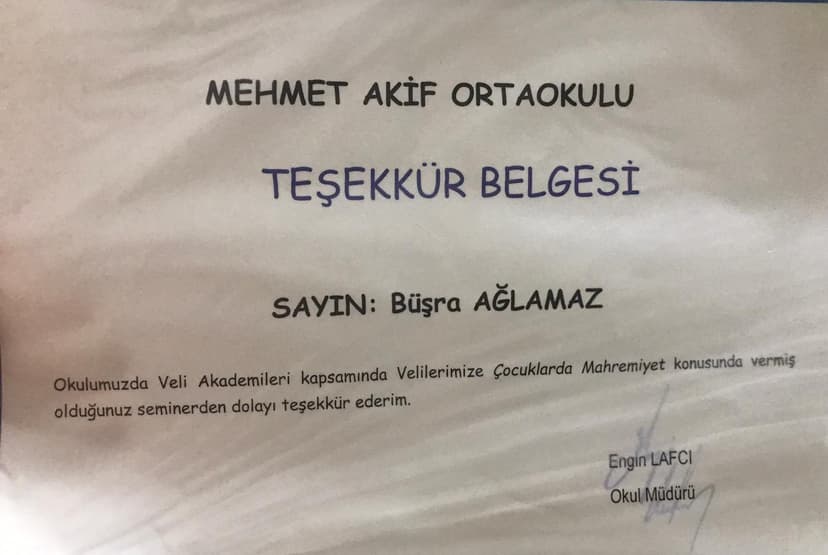 MEHMET AKİF ORTAOKULU
TEŞEKKÜR BELGESİ
SAYIN: Büşra AĞLAMAZ
Okulumuzda Veli Akademileri kapsamında Velilerimize Çocuklarda Mahremiyet konusunda vermiş
olduğunuz seminerden dolayı teşekkür ederim.
Engin LAFCI
Okul Müdürü